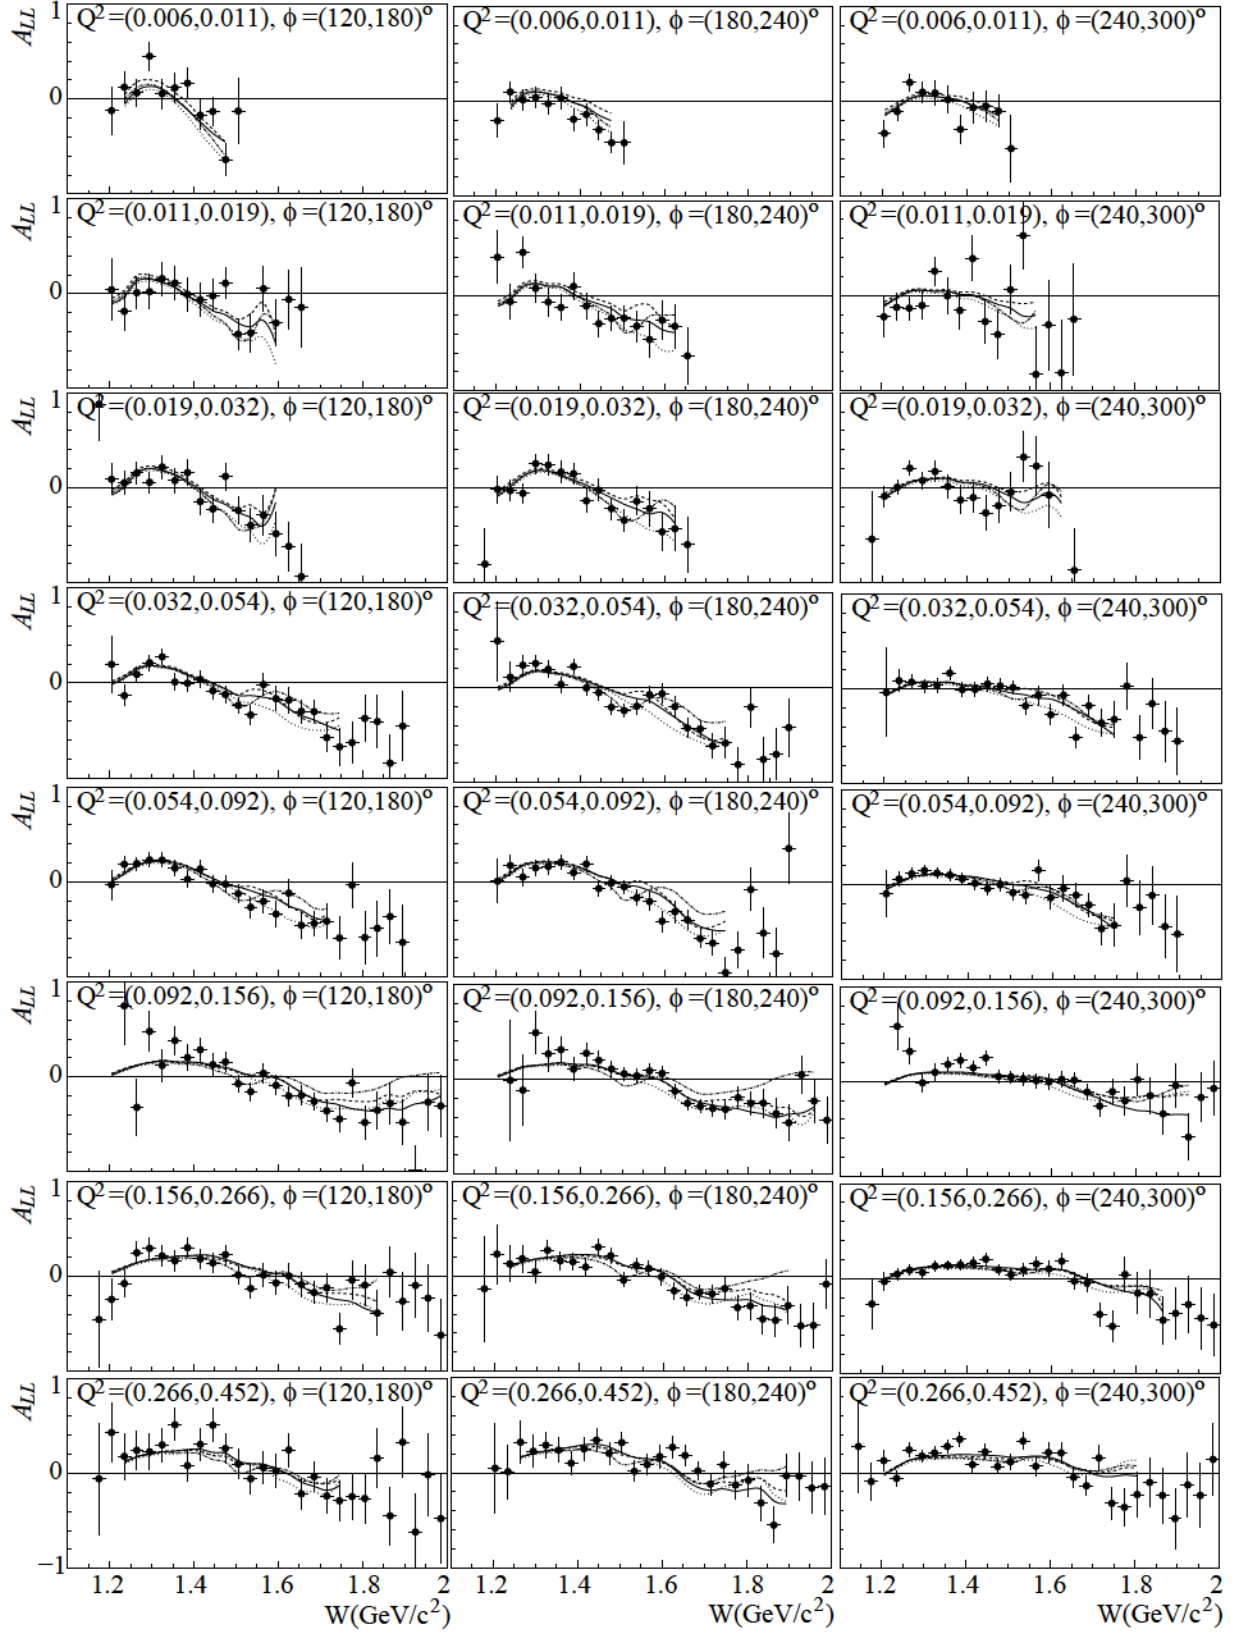 A_LL 1 Q²=(0.006,0.011), ϕ=(120,180)° Q²=(0.006,0.011), ϕ=(180,240)° Q²=(0.006,0.011), ϕ=(240,300)°
0
A_LL 1 Q²=(0.011,0.019), ϕ=(120,180)° Q²=(0.011,0.019), ϕ=(180,240)° Q²=(0.011,0.019), ϕ=(240,300)°
0
A_LL 1 Q²=(0.019,0.032), ϕ=(120,180)° Q²=(0.019,0.032), ϕ=(180,240)° Q²=(0.019,0.032), ϕ=(240,300)°
0
A_LL 1 Q²=(0.032,0.054), ϕ=(120,180)° Q²=(0.032,0.054), ϕ=(180,240)° Q²=(0.032,0.054), ϕ=(240,300)°
0
A_LL 1 Q²=(0.054,0.092), ϕ=(120,180)° Q²=(0.054,0.092), ϕ=(180,240)° Q²=(0.054,0.092), ϕ=(240,300)°
0
A_LL 1 Q²=(0.092,0.156), ϕ=(120,180)° Q²=(0.092,0.156), ϕ=(180,240)° Q²=(0.092,0.156), ϕ=(240,300)°
0
A_LL 1 Q²=(0.156,0.266), ϕ=(120,180)° Q²=(0.156,0.266), ϕ=(180,240)° Q²=(0.156,0.266), ϕ=(240,300)°
0
A_LL 1 Q²=(0.266,0.452), ϕ=(120,180)° Q²=(0.266,0.452), ϕ=(180,240)° Q²=(0.266,0.452), ϕ=(240,300)°
0
−1
1.2 1.4 1.6 1.8 2 1.2 1.4 1.6 1.8 2 1.2 1.4 1.6 1.8 2
W(GeV/c²) W(GeV/c²) W(GeV/c²)